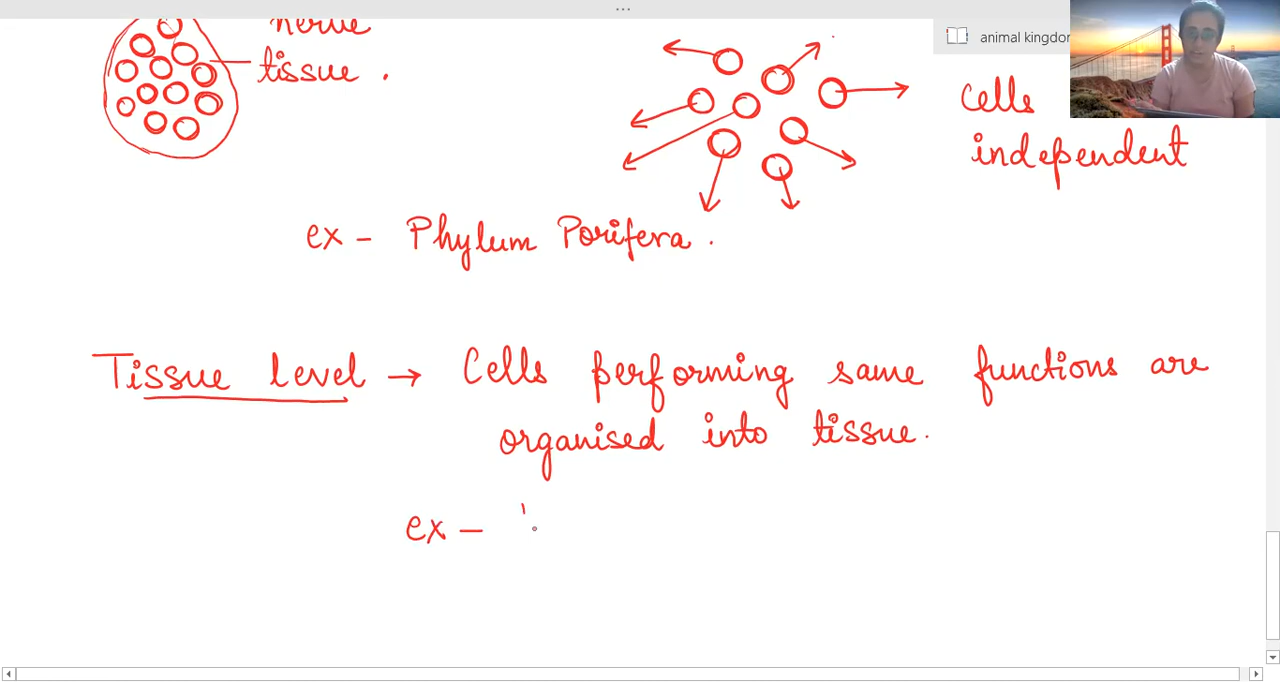 nerve
tissue.
animal kingdo
cells
independent
ex - Phylum Porifera.
Tissue level → Cells performing same functions are
organised into tissue.
ex -